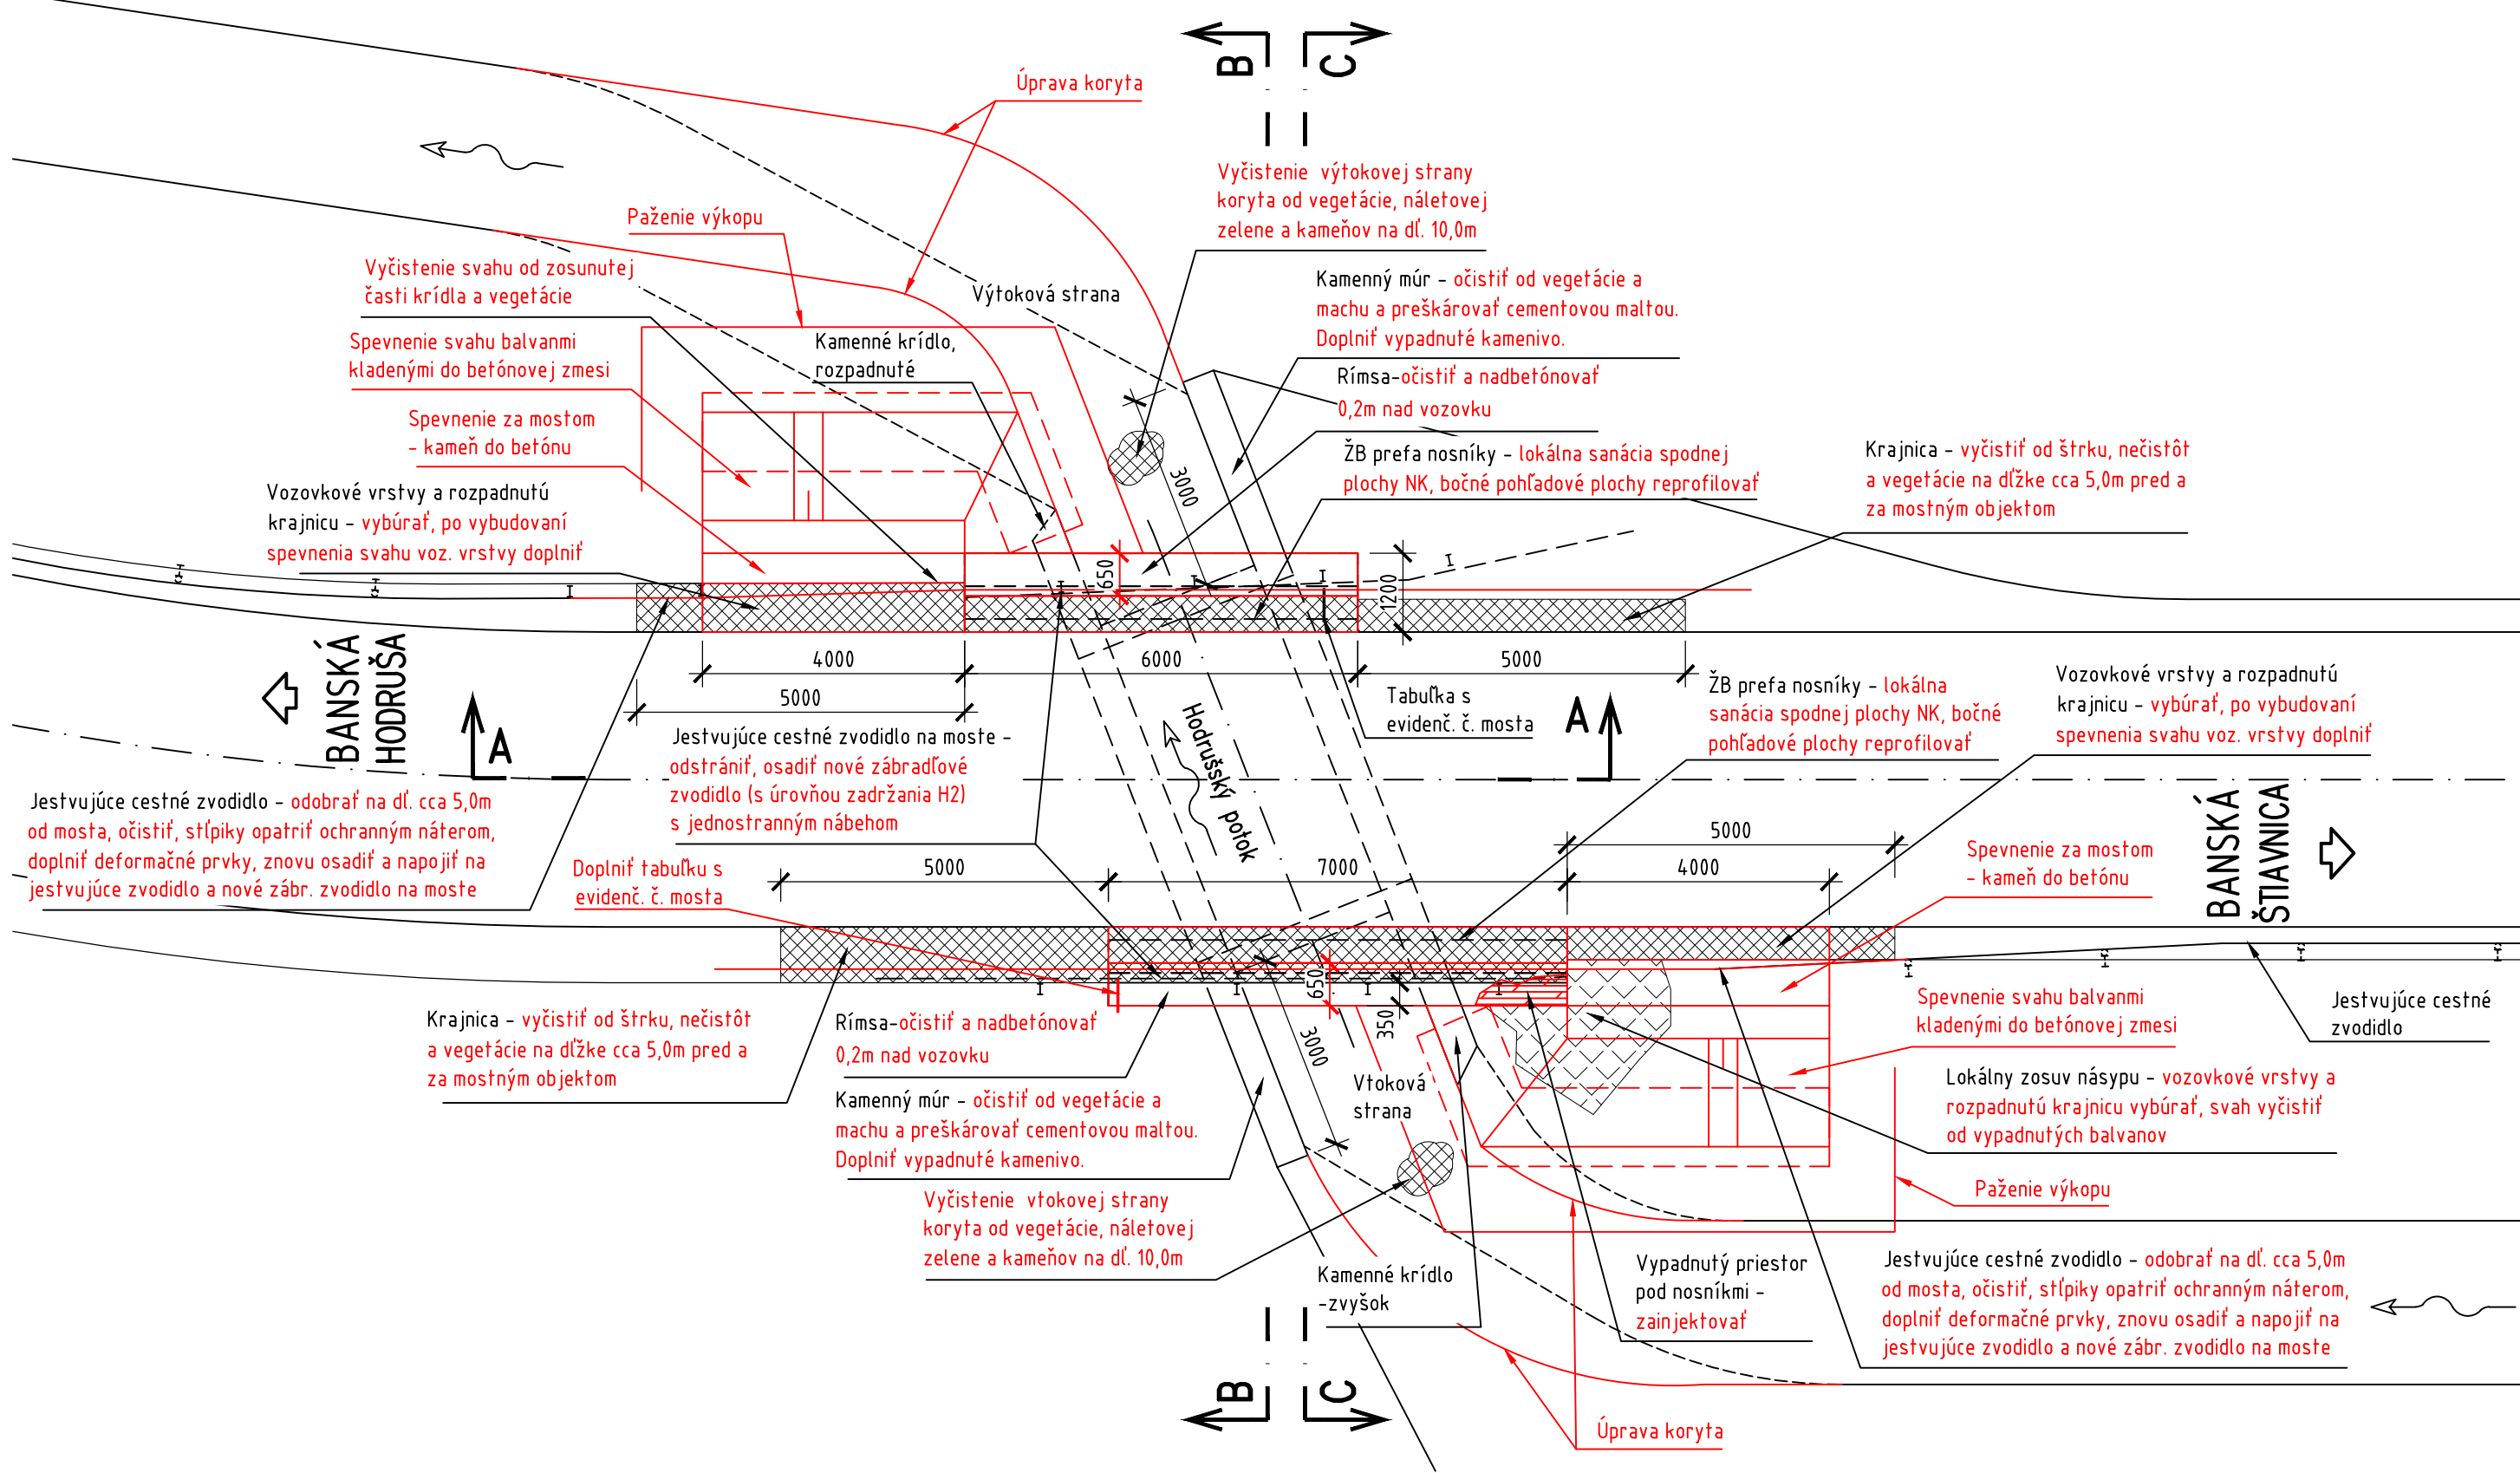 B
C
Úprava koryta
Vyčistenie výtokovej strany
koryta od vegetácie, náletovej
zelene a kameňov na dĺ. 10,0m
Paženie výkopu
Vyčistenie svahu od zosunutej
časti krídla a vegetácie
Výtoková strana
Kamenný múr - očistiť od vegetácie a
machu a preškárovať cementovou maltou.
Doplniť vypadnuté kamenivo.
Spevnenie svahu balvanmi
kladenými do betónovej zmesi
Kamenné krídlo,
rozpadnuté
Rímsa-očistiť a nadbetónovať
0,2m nad vozovku
Spevnenie za mostom
- kameň do betónu
ŽB prefa nosníky - lokálna sanácia spodnej
plochy NK, bočné pohľadové plochy reprofilovať
Krajnica - vyčistiť od štrku, nečistôt
a vegetácie na dĺžke cca 5,0m pred a
za mostným objektom
Vozovkové vrstvy a rozpadnutú
krajnicu - vybúrať, po vybudovaní
spevnenia svahu voz. vrstvy doplniť
3000
650
1200
4000
6000
5000
5000
BANSKÁ
HODRUŠA
A
Tabuľka s
evidenč. č. mosta
A
ŽB prefa nosníky - lokálna
sanácia spodnej plochy NK, bočné
pohľadové plochy reprofilovať
Vozovkové vrstvy a rozpadnutú
krajnicu - vybúrať, po vybudovaní
spevnenia svahu voz. vrstvy doplniť
Jestvujúce cestné zvodidlo na moste -
odstrániť, osadiť nové zábradľové
zvodidlo (s úrovňou zadržania H2)
s jednostranným nábehom
Hodrušský potok
Jestvujúce cestné zvodidlo - odobrať na dĺ. cca 5,0m
od mosta, očistiť, stĺpiky opatriť ochranným náterom,
doplniť deformačné prvky, znovu osadiť a napojiť na
jestvujúce zvodidlo a nové zábr. zvodidlo na moste
Doplniť tabuľku s
evidenč. č. mosta
5000
7000
5000
4000
Spevnenie za mostom
- kameň do betónu
BANSKÁ
ŠTIAVNICA
650
350
3000
Krajnica - vyčistiť od štrku, nečistôt
a vegetácie na dĺžke cca 5,0m pred a
za mostným objektom
Rímsa-očistiť a nadbetónovať
0,2m nad vozovku
Spevnenie svahu balvanmi
kladenými do betónovej zmesi
Jestvujúce cestné
zvodidlo
Kamenný múr - očistiť od vegetácie a
machu a preškárovať cementovou maltou.
Doplniť vypadnuté kamenivo.
Vtoková
strana
Lokálny zosuv násypu - vozovkové vrstvy a
rozpadnutú krajnicu vybúrať, svah vyčistiť
od vypadnutých balvanov
Vyčistenie vtokovej strany
koryta od vegetácie, náletovej
zelene a kameňov na dĺ. 10,0m
Paženie výkopu
Kamenné krídlo
-zvyšok
Vypadnutý priestor
pod nosníkmi -
zainjektovať
Jestvujúce cestné zvodidlo - odobrať na dĺ. cca 5,0m
od mosta, očistiť, stĺpiky opatriť ochranným náterom,
doplniť deformačné prvky, znovu osadiť a napojiť na
jestvujúce zvodidlo a nové zábr. zvodidlo na moste
B
C
Úprava koryta